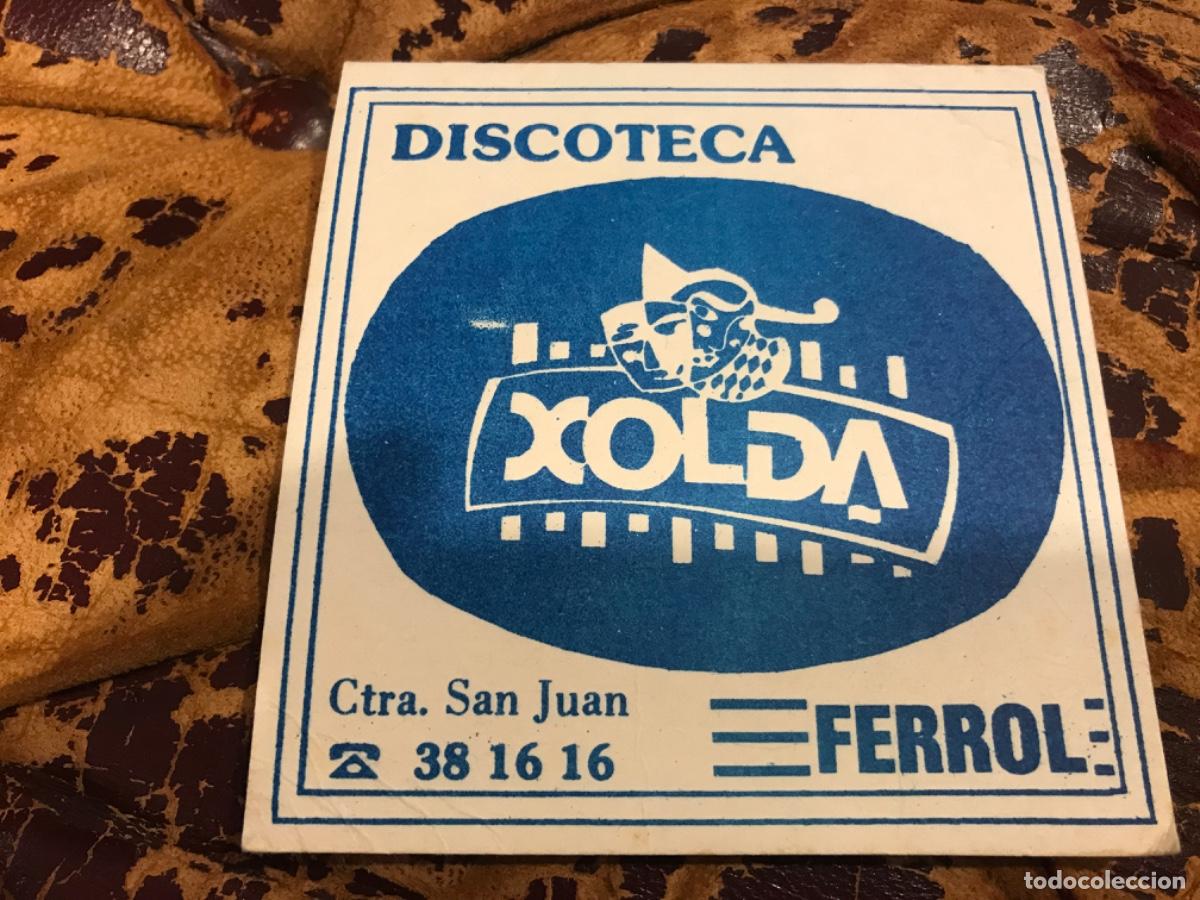 DISCOTECA
XOLDA
Ctra. San Juan
☎ 38 16 16
FERROL
todocoleccion